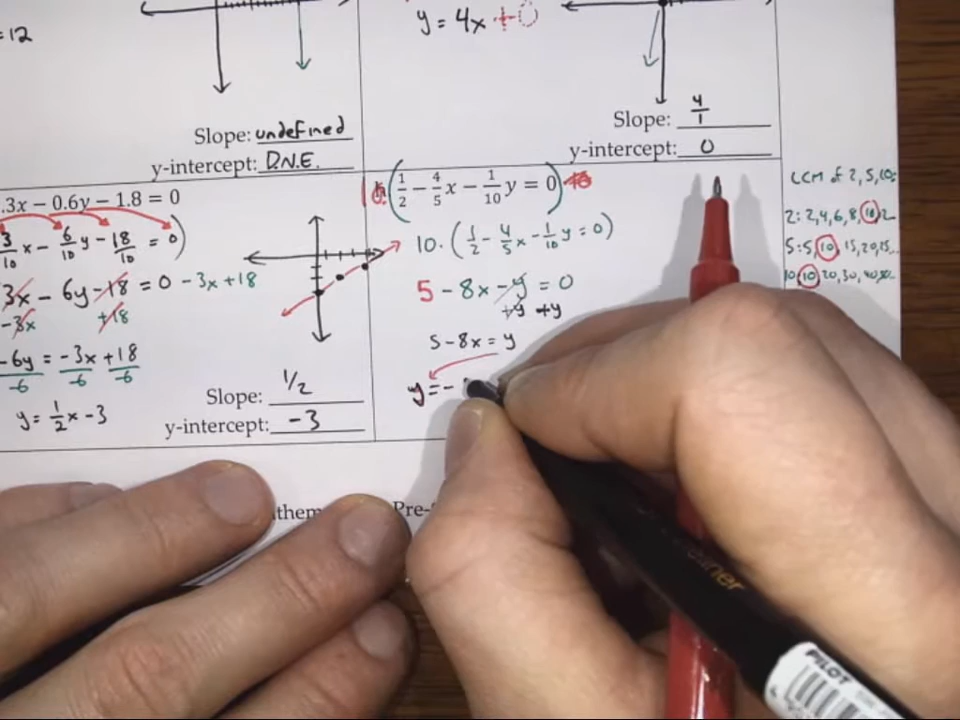 =12
y = 4x + 0
Slope: undefined
y-intercept: D.N.E.
Slope: 4/1
y-intercept: 0
.3x − 0.6y − 1.8 = 0
3/10 x − 6/10 y − 18/10 = 0)
3x − 6y − 18 = 0 − 3x + 18
−3x +18
−6y = −3x + 18
−6 −6 −6
y = 1/2 x − 3
Slope: 1/2
y-intercept: −3
(1/2 − 4/5 x − 1/10 y = 0)
10 · (1/2 − 4/5 x − 1/10 y = 0)
5 − 8x − y = 0
+y +y
5 − 8x = y
y = −
LCM of 2, 5, 10:
2: 2, 4, 6, 8, 10, 12
5: 5, 10, 15, 20, 25...
10: 10, 20, 30, 40, 50...
them
Pre-
PILOT